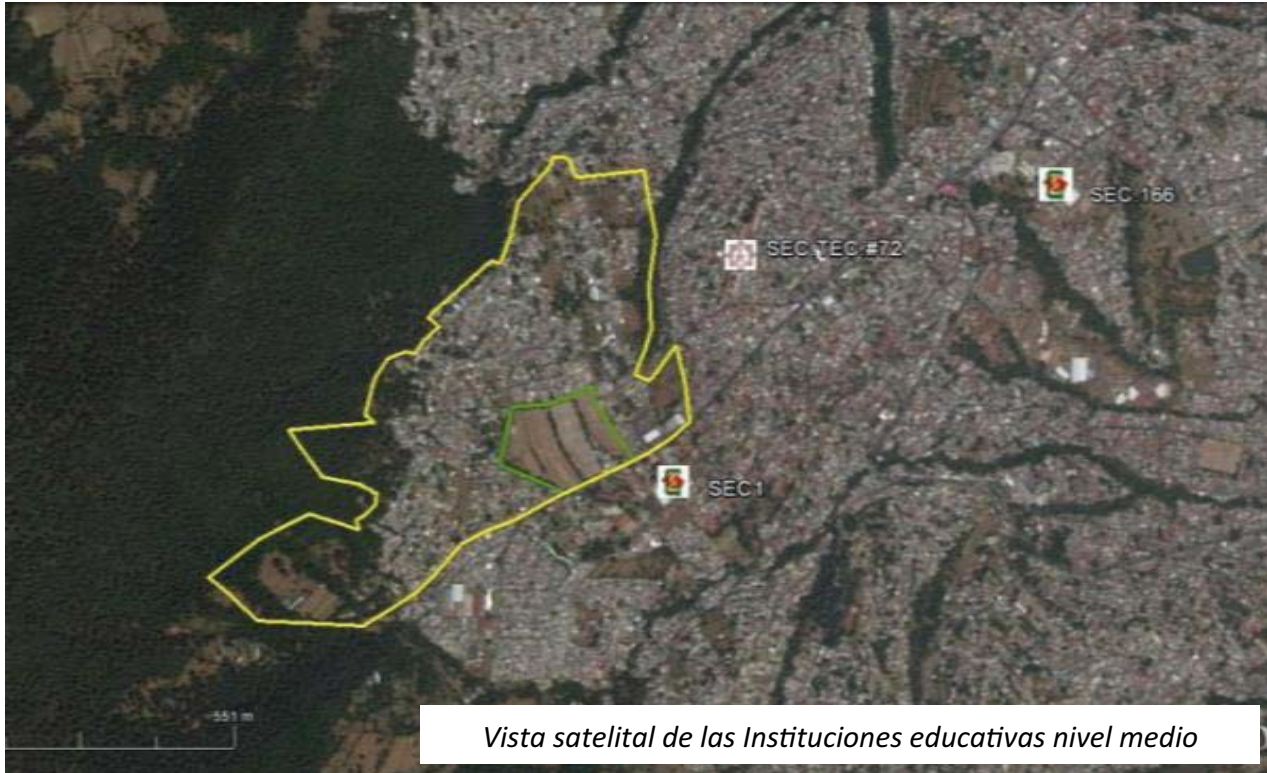 SEC 166
SEC TEC #72
SEC1
551 m
Vista satelital de las Instituciones educativas nivel medio